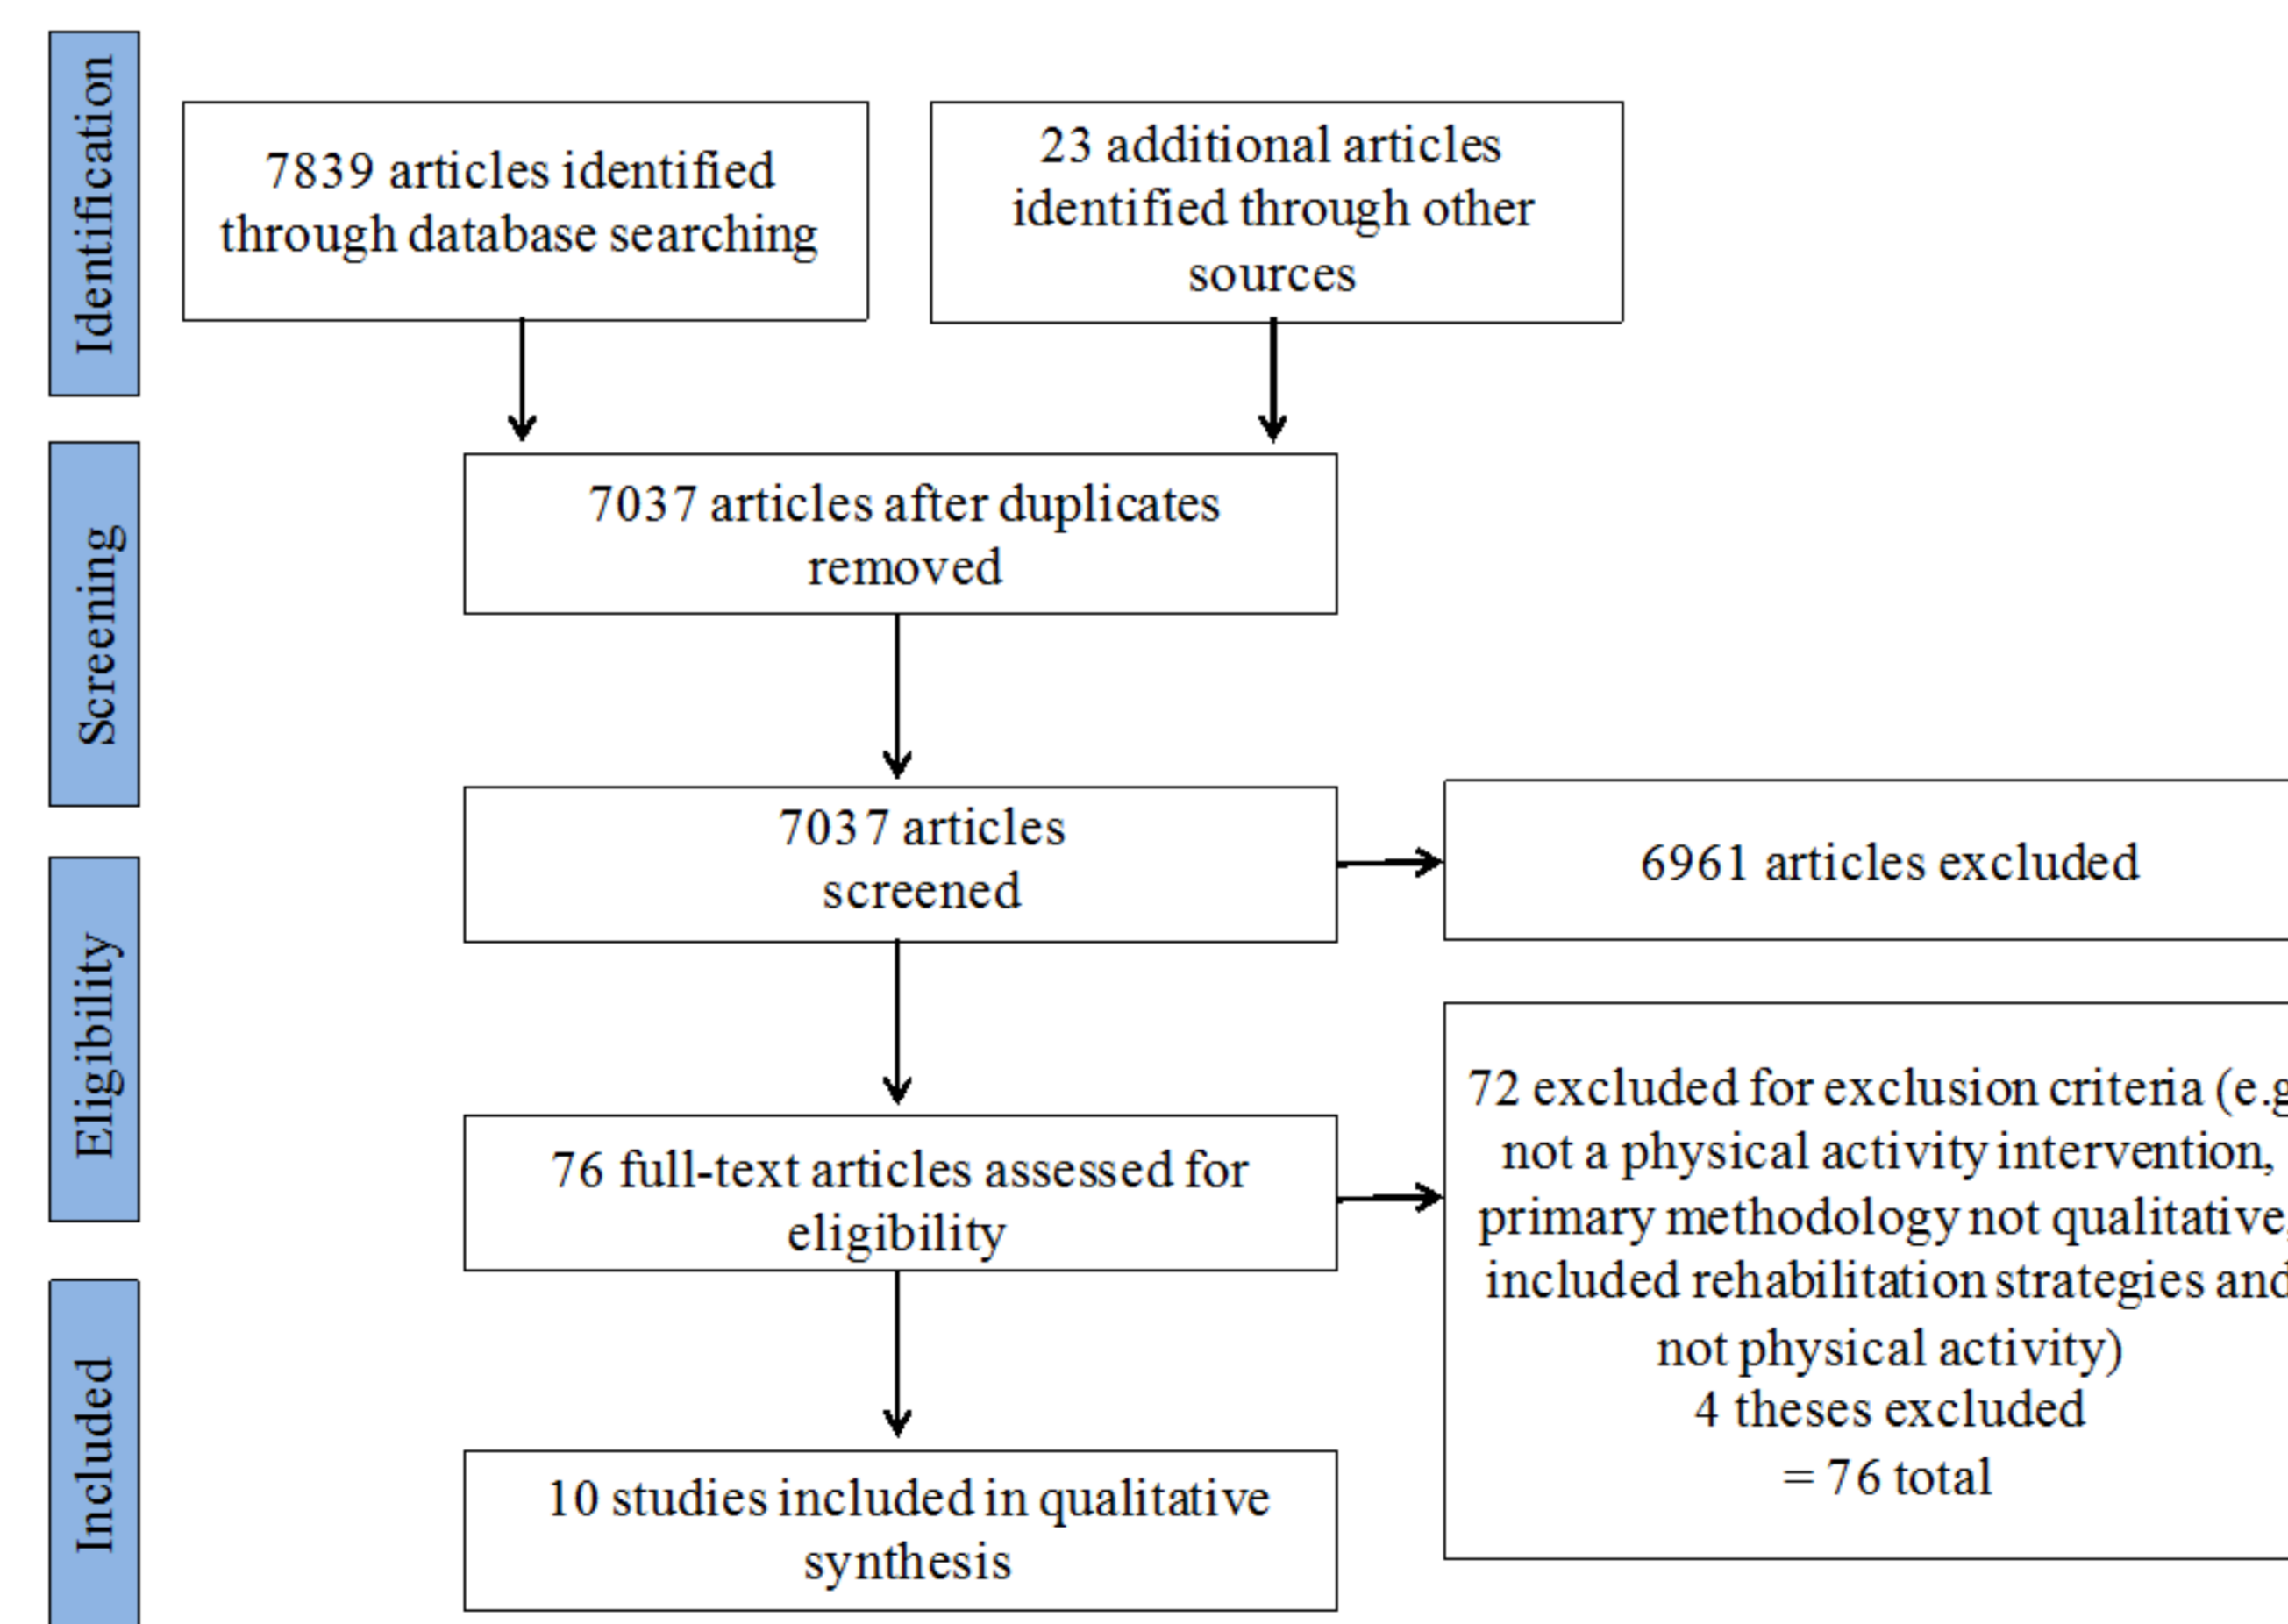 Identification
7839 articles identified
through database searching
23 additional articles
identified through other
sources
Screening
7037 articles after duplicates
removed
7037 articles
screened
6961 articles excluded
Eligibility
76 full-text articles assessed for
eligibility
72 excluded for exclusion criteria (e.g
not a physical activity intervention,
primary methodology not qualitative,
included rehabilitation strategies and
not physical activity)
4 theses excluded
= 76 total
Included
10 studies included in qualitative
synthesis